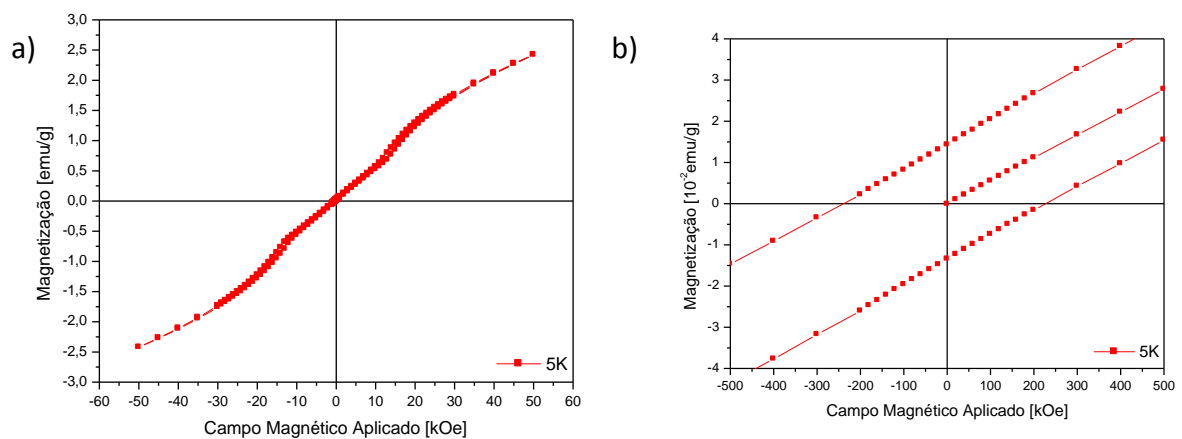 a)
Magnetização [emu/g]
3,0
2,5
2,0
1,5
1,0
0,5
0,0
-0,5
-1,0
-1,5
-2,0
-2,5
-3,0
-60 -50 -40 -30 -20 -10 0 10 20 30 40 50 60
Campo Magnético Aplicado [kOe]
5K
b)
Magnetização [10⁻²emu/g]
4
3
2
1
0
-1
-2
-3
-4
-500 -400 -300 -200 -100 0 100 200 300 400 500
Campo Magnético Aplicado [kOe]
5K